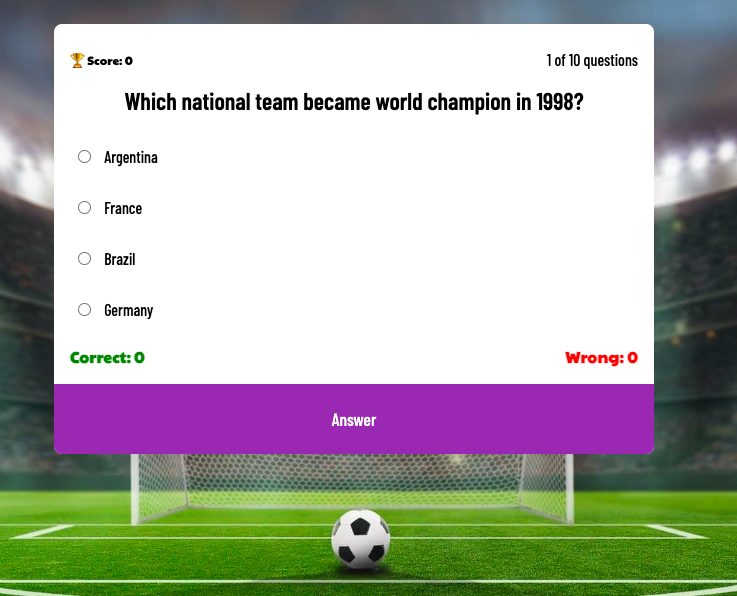 🏆 Score: 0
1 of 10 questions
Which national team became world champion in 1998?
Argentina
France
Brazil
Germany
Correct: 0
Wrong: 0
Answer